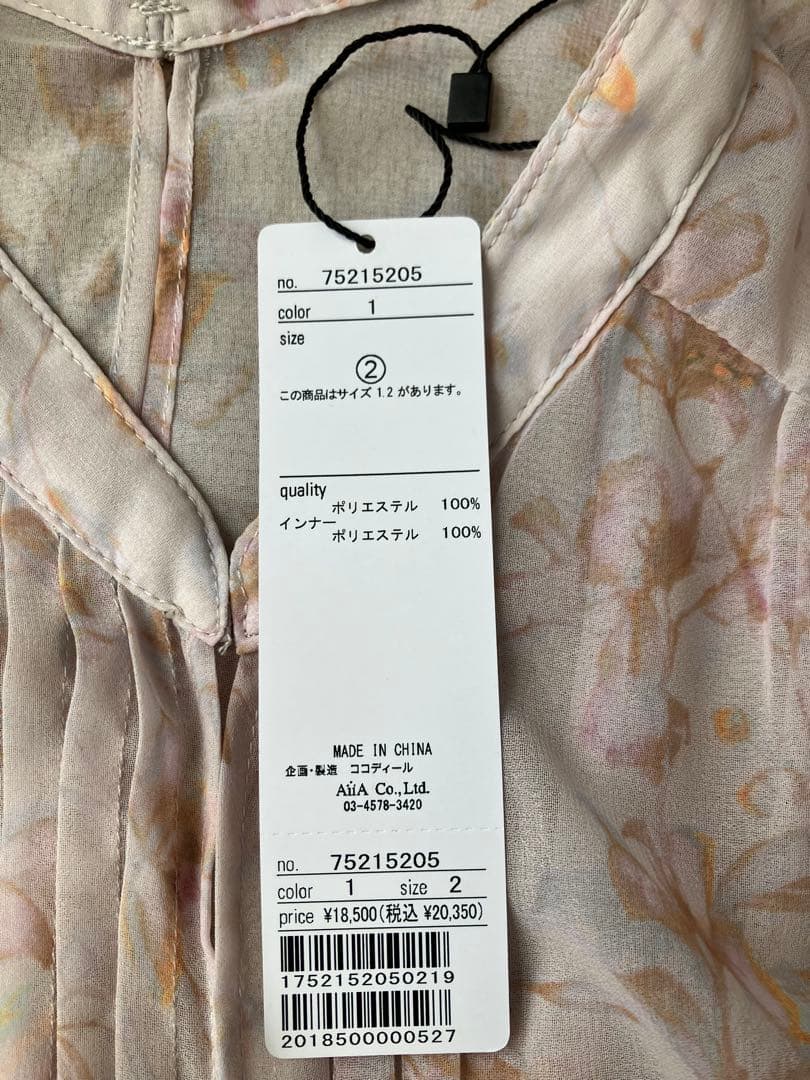 no. 75215205
color 1
size
②
この商品はサイズ 1.2 があります。
quality
ポリエステル 100%
インナー
ポリエステル 100%
MADE IN CHINA
企画・製造 ココディール
AiiA Co.,Ltd.
03-4578-3420
no. 75215205
color 1 size 2
price ¥18,500(税込 ¥20,350)
1752152050219
2018500000527